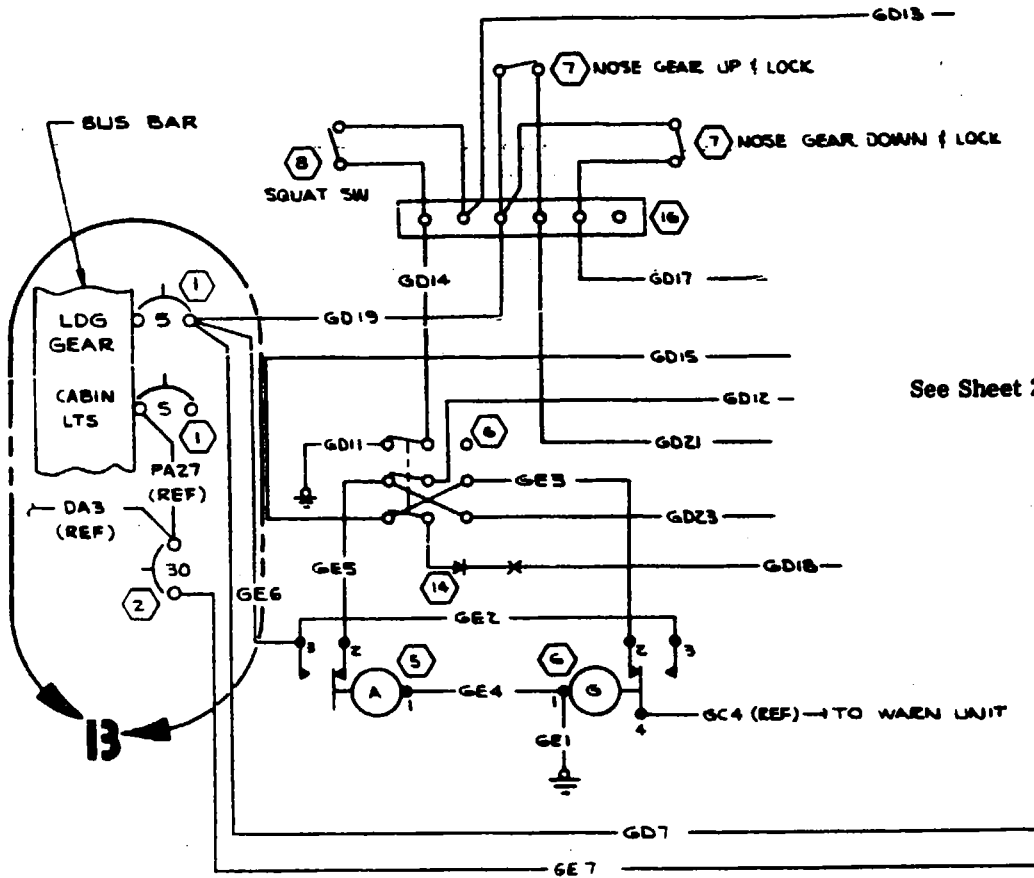 GD13
7 NOSE GEAR UP & LOCK
BUS BAR
7 NOSE GEAR DOWN & LOCK
8
SQUAT SW
16
GD14
GD17
1
LDG
GEAR
5
GD19
GD15
See Sheet 2
CABIN
LTS
5
1
GD12
6
GD11
GD21
PA27
(REF)
GE3
DA3
(REF)
GD23
GE5
30
14
GD18
2
GE6
GE2
3
2
2
3
5
6
A
1
GE4
1
G
GC4 (REF) → TO WARN UNIT
4
GE1
13
GD7
GE7